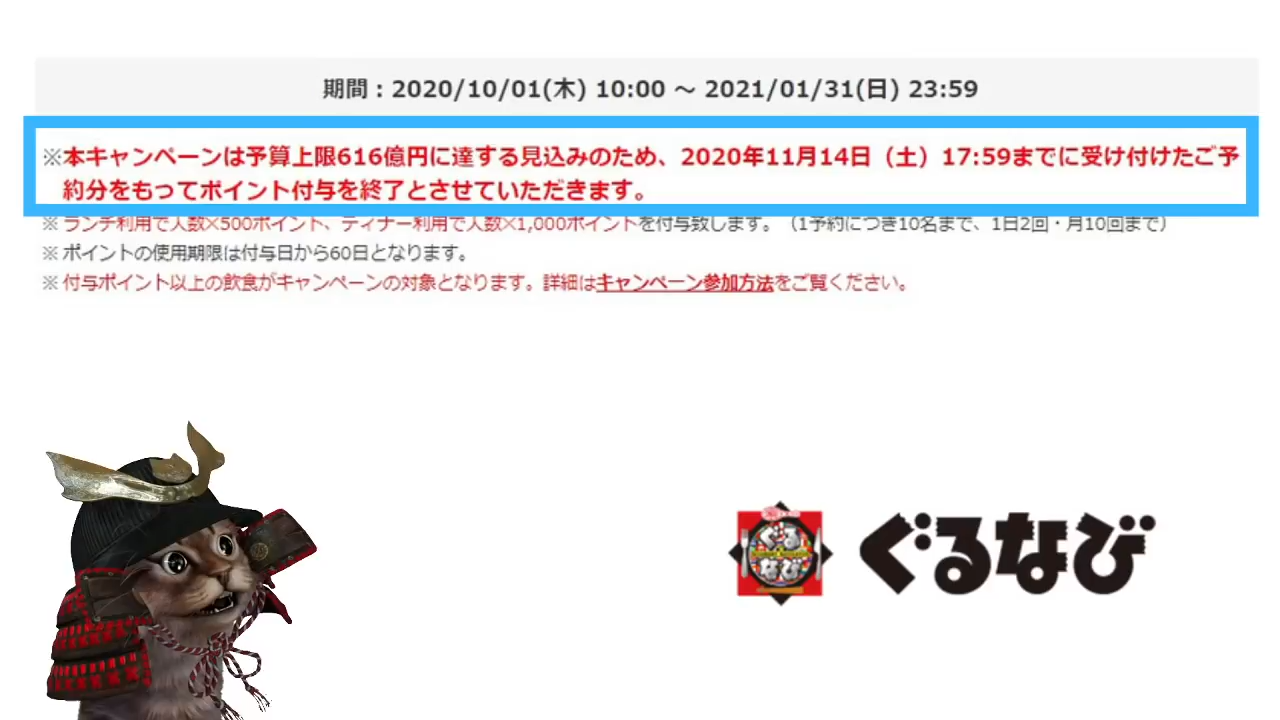 期間：2020/10/01(木) 10:00 ～ 2021/01/31(日) 23:59
※本キャンペーンは予算上限616億円に達する見込みのため、2020年11月14日（土）17:59までに受け付けたご予
約分をもってポイント付与を終了とさせていただきます。
※ ランチ利用で人数×500ポイント、ディナー利用で人数×1,000ポイントを付与致します。（1予約につき10名まで、1日2回・月10回まで）
※ ポイントの使用期限は付与日から60日となります。
※ 付与ポイント以上の飲食がキャンペーンの対象となります。詳細はキャンペーン参加方法をご覧ください。
ぐる
なび
ぐるなび